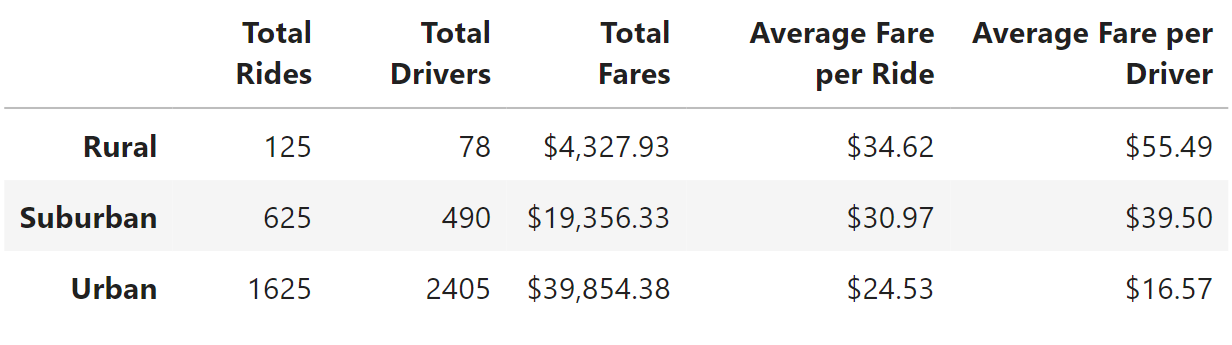 Total Total Total Average Fare Average Fare per
Rides Drivers Fares per Ride Driver
Rural 125 78 $4,327.93 $34.62 $55.49
Suburban 625 490 $19,356.33 $30.97 $39.50
Urban 1625 2405 $39,854.38 $24.53 $16.57